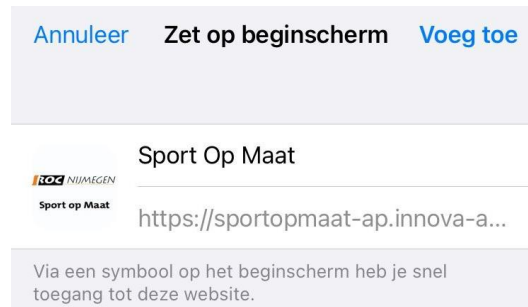 Annuleer Zet op beginscherm Voeg toe
Sport Op Maat
ROC NIJMEGEN
Sport op Maat
https://sportopmaat-ap.innova-a...
Via een symbool op het beginscherm heb je snel
toegang tot deze website.